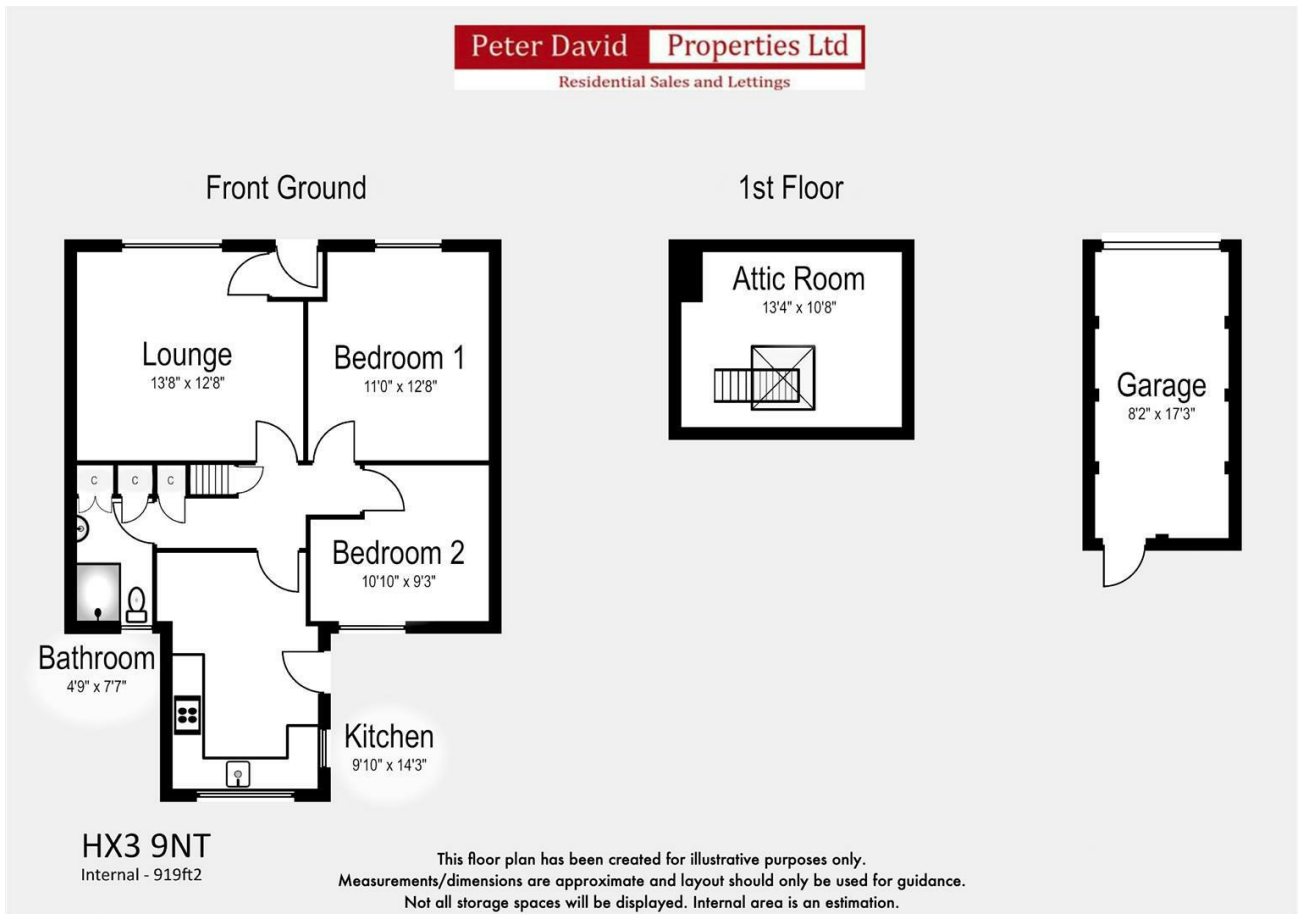 Peter David Properties Ltd
Residential Sales and Lettings
Front Ground
1st Floor
Lounge
13'8" x 12'8"
Bedroom 1
11'0" x 12'8"
Attic Room
13'4" x 10'8"
Garage
8'2" x 17'3"
C
C
C
Bedroom 2
10'10" x 9'3"
Bathroom
4'9" x 7'7"
Kitchen
9'10" x 14'3"
HX3 9NT
Internal - 919ft2
This floor plan has been created for illustrative purposes only.
Measurements/dimensions are approximate and layout should only be used for guidance.
Not all storage spaces will be displayed. Internal area is an estimation.